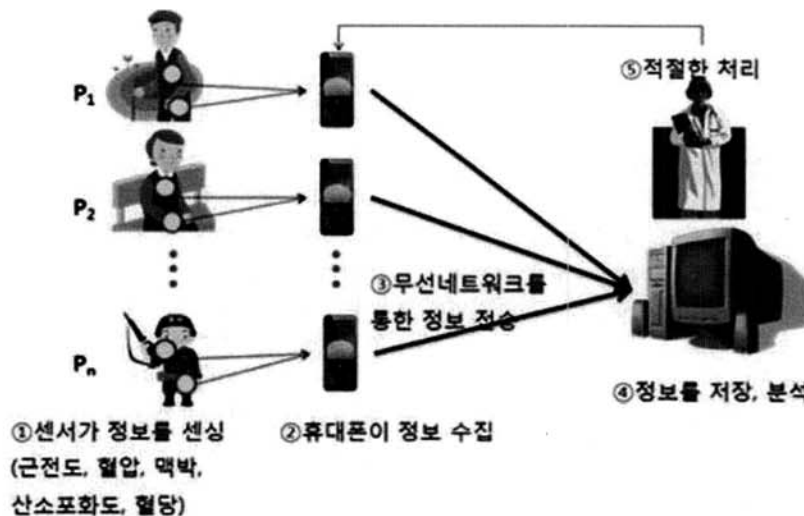 ⑤적절한 처리
P1
P2
③무선네트워크를
통한 정보 전송
Pn
④정보를 저장, 분석
①센서가 정보를 센싱
②휴대폰이 정보 수집
(근전도, 혈압, 맥박,
산소포화도, 혈당)